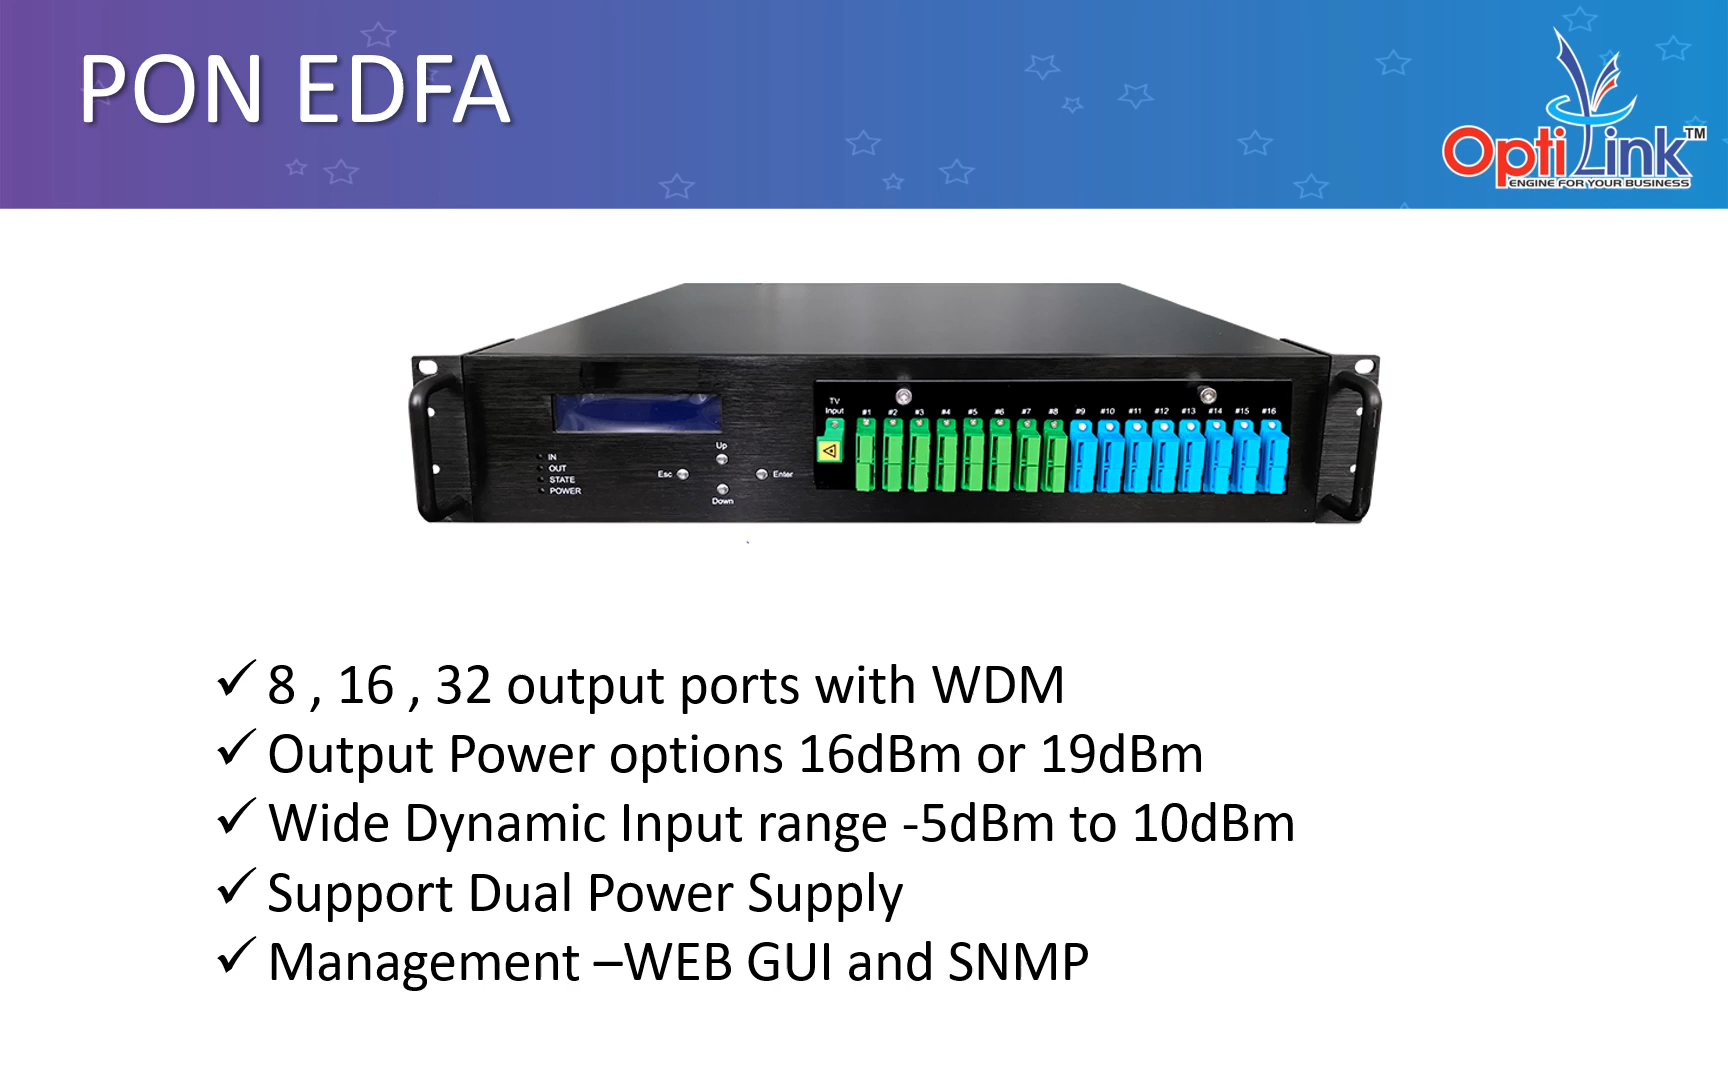 PON EDFA
OptiLink™
ENGINE FOR YOUR BUSINESS
TV
Input
#1 #2 #3 #4 #5 #6 #7 #8 #9 #10 #11 #12 #13 #14 #15 #16
IN
OUT
STATE
POWER
Up
Esc
Enter
Down
✓ 8 , 16 , 32 output ports with WDM
✓ Output Power options 16dBm or 19dBm
✓ Wide Dynamic Input range -5dBm to 10dBm
✓ Support Dual Power Supply
✓ Management –WEB GUI and SNMP